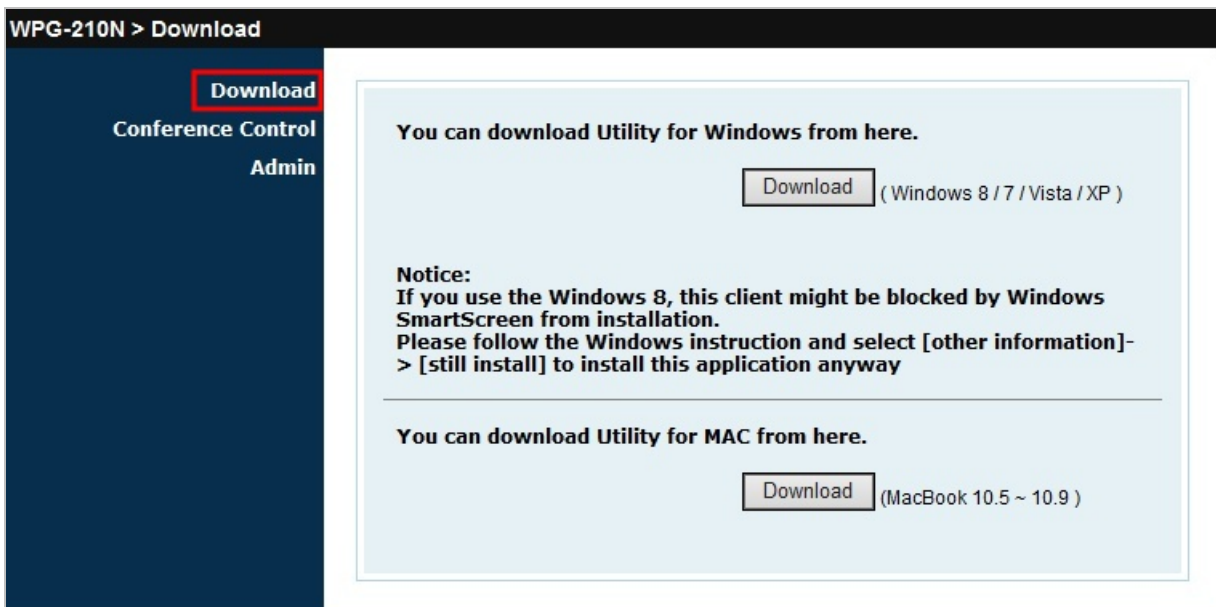 WPG-210N > Download
Download
Conference Control
Admin
You can download Utility for Windows from here.
Download ( Windows 8 / 7 / Vista / XP )
Notice:
If you use the Windows 8, this client might be blocked by Windows
SmartScreen from installation.
Please follow the Windows instruction and select [other information]-
> [still install] to install this application anyway
You can download Utility for MAC from here.
Download (MacBook 10.5 ~ 10.9 )